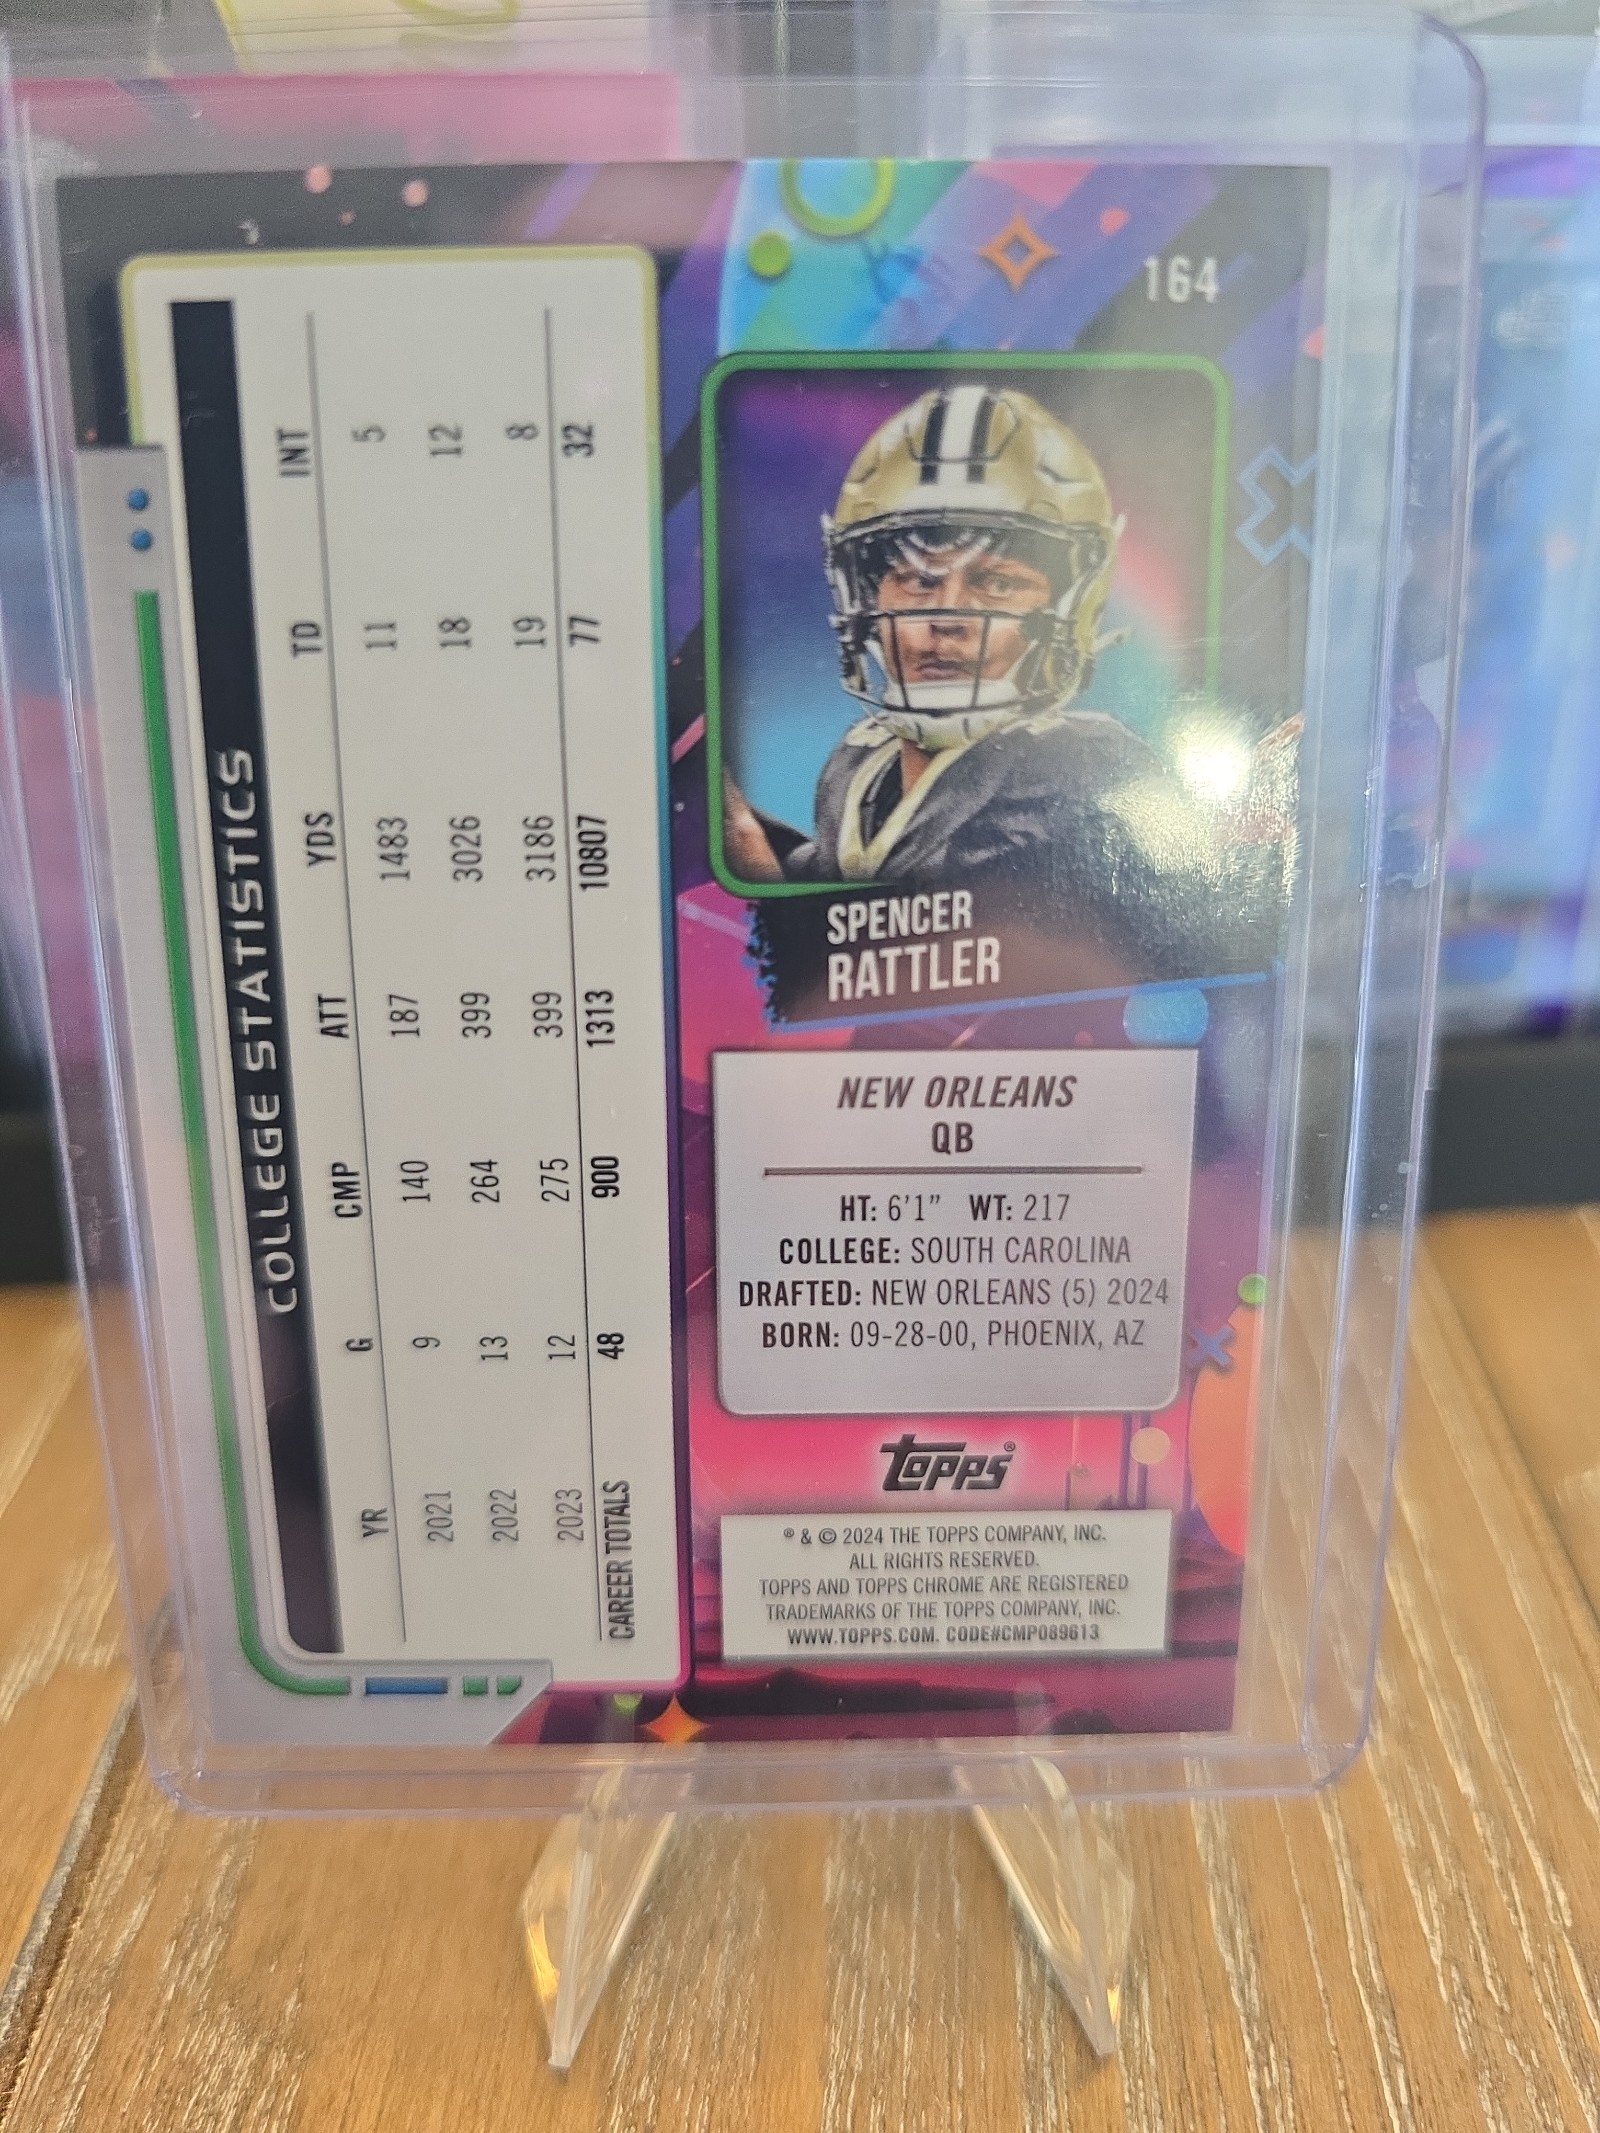 164
SPENCER
RATTLER
NEW ORLEANS
QB
HT: 6'1" WT: 217
COLLEGE: SOUTH CAROLINA
DRAFTED: NEW ORLEANS (5) 2024
BORN: 09-28-00, PHOENIX, AZ
topps®
® & © 2024 THE TOPPS COMPANY, INC.
ALL RIGHTS RESERVED.
TOPPS AND TOPPS CHROME ARE REGISTERED
TRADEMARKS OF THE TOPPS COMPANY, INC.
WWW.TOPPS.COM. CODE#CMP089613
COLLEGE STATISTICS
YR G CMP ATT YDS TD INT
2021 9 140 187 1483 11 5
2022 13 264 399 3026 18 12
2023 12 275 399 3186 19 8
CAREER TOTALS 48 900 1313 10807 77 32